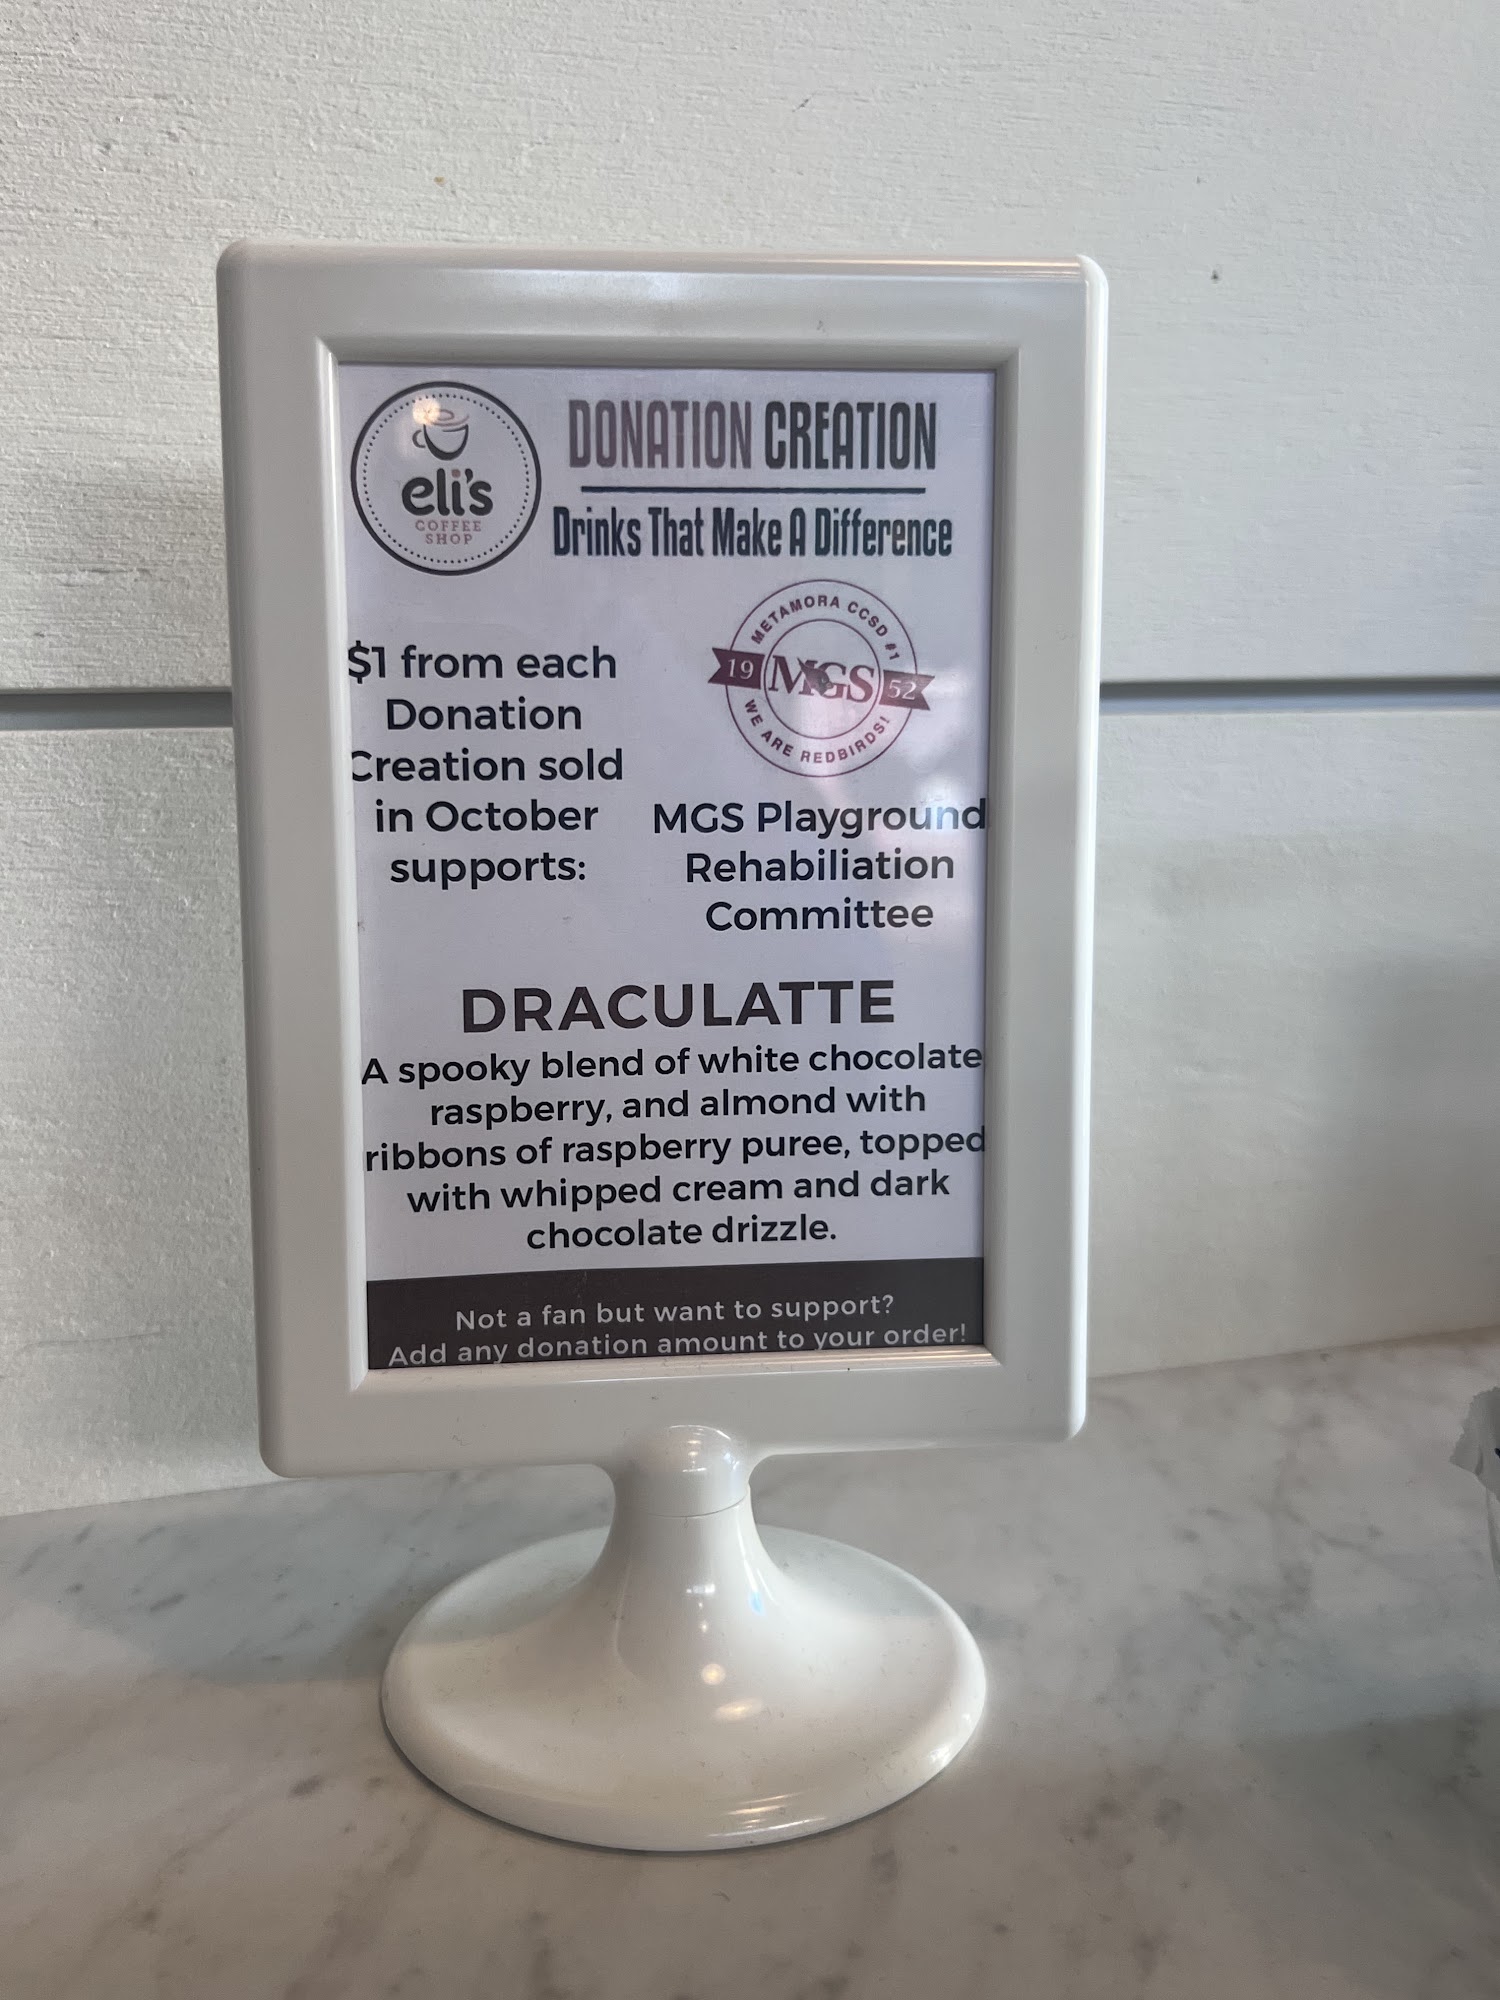 eli's
COFFEE
SHOP
DONATION CREATION
Drinks That Make A Difference
$1 from each
Donation
Creation sold
in October
supports:
METAMORA CCSD #1
19 MGS 52
WE ARE REDBIRDS!
MGS Playground
Rehabiliation
Committee
DRACULATTE
A spooky blend of white chocolate
raspberry, and almond with
ribbons of raspberry puree, topped
with whipped cream and dark
chocolate drizzle.
Not a fan but want to support?
Add any donation amount to your order!